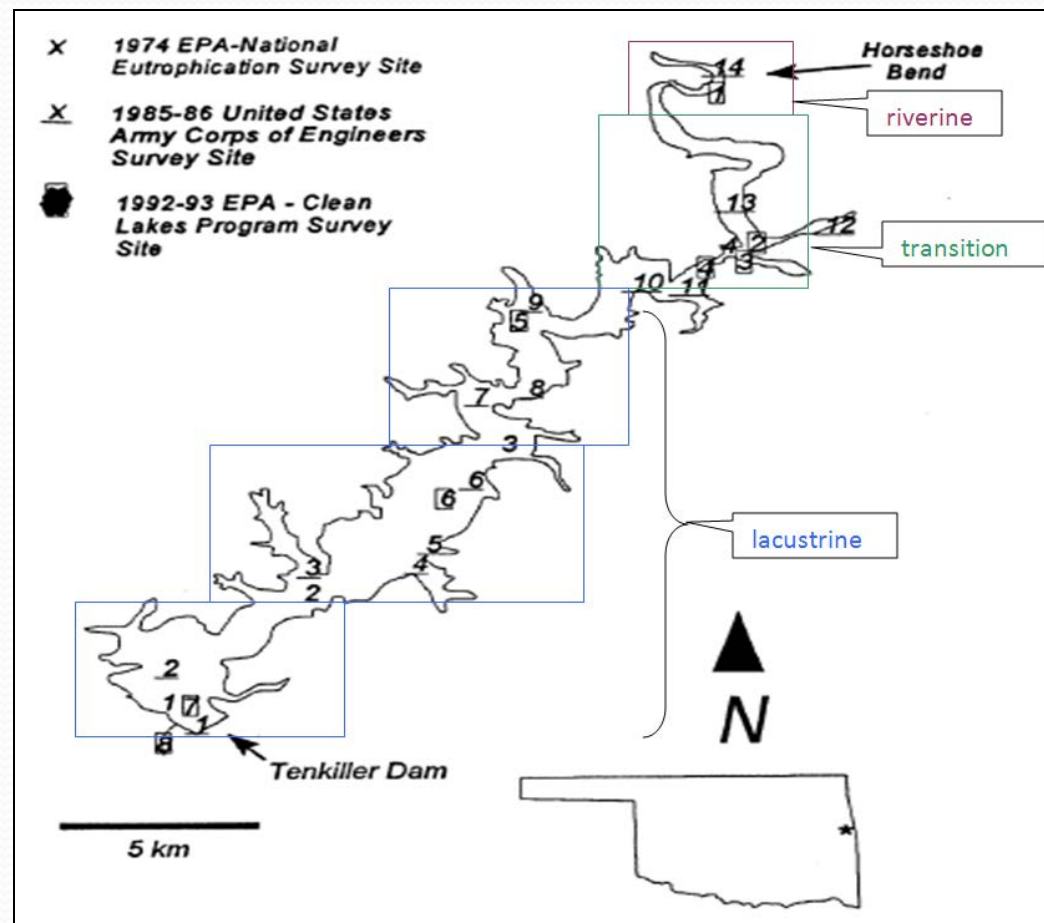 X 1974 EPA-National
Eutrophication Survey Site
X 1985-86 United States
Army Corps of Engineers
Survey Site
1992-93 EPA - Clean
Lakes Program Survey
Site
Horseshoe
Bend
14
1
riverine
13
12
4
2
3
transition
4
10
11
9
5
8
7
3
6
6
5
4
3
2
lacustrine
2
1
7
1
8
Tenkiller Dam
N
5 km
*